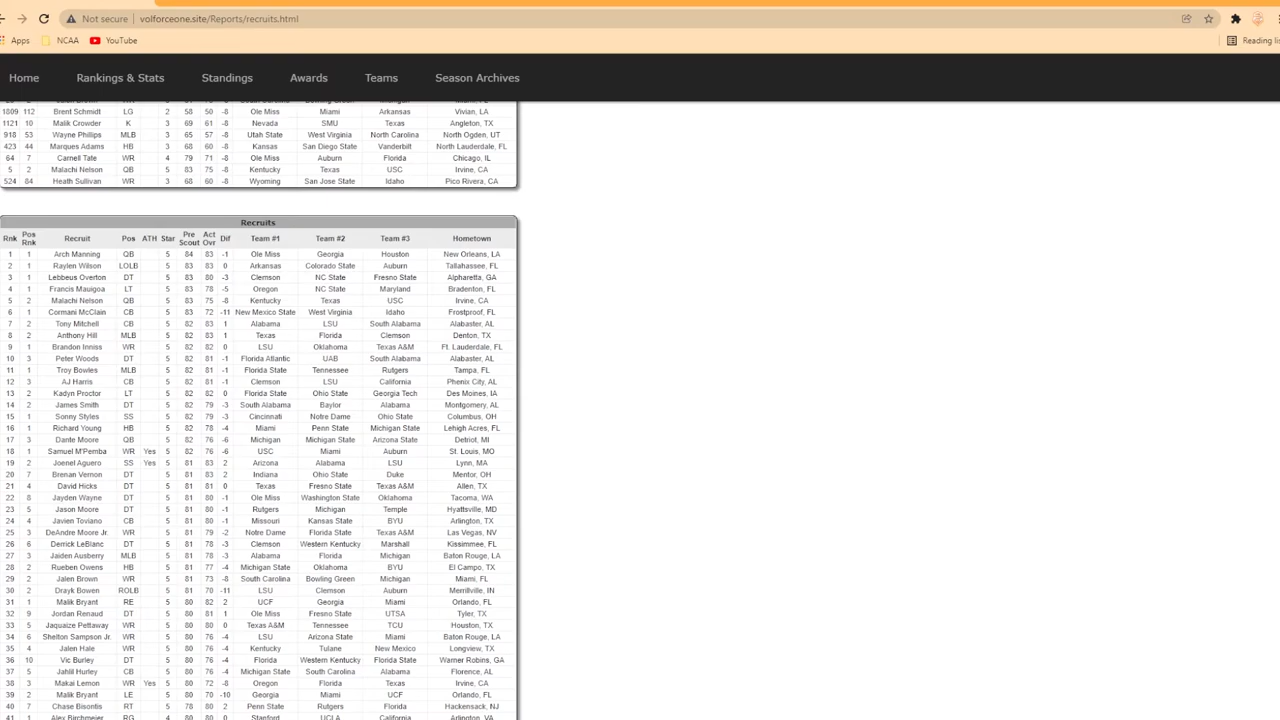 Not secure | volforceone.site/Reports/recruits.html
Apps NCAA YouTube Reading lis
Home Rankings & Stats Standings Awards Teams Season Archives
1809 112 Brent Schmidt LG 2 58 50 -8 Ole Miss Miami Arkansas Vivian, LA
1121 10 Malik Crowder K 3 69 61 -8 Nevada SMU Texas Angleton, TX
918 53 Wayne Phillips MLB 3 65 57 -8 Utah State West Virginia North Carolina North Ogden, UT
423 44 Marques Adams HB 3 68 60 -8 Kansas San Diego State Vanderbilt North Lauderdale, FL
64 7 Carnell Tate WR 4 79 71 -8 Ole Miss Auburn Florida Chicago, IL
5 2 Malachi Nelson QB 5 83 75 -8 Kentucky Texas USC Irvine, CA
524 84 Heath Sullivan WR 3 68 60 -8 Wyoming San Jose State Idaho Pico Rivera, CA
Recruits
Rnk Pos Rnk Recruit Pos ATH Star Pre Scout Act Ovr Dif Team #1 Team #2 Team #3 Hometown
1 1 Arch Manning QB 5 84 83 -1 Ole Miss Georgia Houston New Orleans, LA
2 1 Raylen Wilson LOLB 5 83 83 0 Arkansas Colorado State Auburn Tallahassee, FL
3 1 Lebbeus Overton DT 5 83 80 -3 Clemson NC State Fresno State Alpharetta, GA
4 1 Francis Mauigoa LT 5 83 78 -5 Oregon NC State Maryland Bradenton, FL
5 2 Malachi Nelson QB 5 83 75 -8 Kentucky Texas USC Irvine, CA
6 1 Cormani McClain CB 5 83 72 -11 New Mexico State West Virginia Idaho Frostproof, FL
7 2 Tony Mitchell CB 5 82 83 1 Alabama LSU South Alabama Alabaster, AL
8 2 Anthony Hill MLB 5 82 83 1 Texas Florida Clemson Denton, TX
9 1 Brandon Inniss WR 5 82 82 0 LSU Oklahoma Texas A&M Ft. Lauderdale, FL
10 3 Peter Woods DT 5 82 81 -1 Florida Atlantic UAB South Alabama Alabaster, AL
11 1 Troy Bowles MLB 5 82 81 -1 Florida State Tennessee Rutgers Tampa, FL
12 3 AJ Harris CB 5 82 81 -1 Clemson LSU California Phenix City, AL
13 2 Kadyn Proctor LT 5 82 82 0 Florida State Ohio State Georgia Tech Des Moines, IA
14 2 James Smith DT 5 82 79 -3 South Alabama Baylor Alabama Montgomery, AL
15 1 Sonny Styles SS 5 82 79 -3 Cincinnati Notre Dame Ohio State Columbus, OH
16 1 Richard Young HB 5 82 78 -4 Miami Penn State Michigan State Lehigh Acres, FL
17 3 Dante Moore QB 5 82 76 -6 Michigan Michigan State Arizona State Detriot, MI
18 1 Samuel M'Pemba WR Yes 5 82 76 -6 USC Miami Auburn St. Louis, MO
19 2 Joenel Aguero SS Yes 5 81 83 2 Arizona Alabama LSU Lynn, MA
20 7 Brenan Vernon DT 5 81 83 2 Indiana Ohio State Duke Mentor, OH
21 4 David Hicks DT 5 81 81 0 Texas Fresno State Texas A&M Allen, TX
22 8 Jayden Wayne DT 5 81 80 -1 Ole Miss Washington State Oklahoma Tacoma, WA
23 5 Jason Moore DT 5 81 80 -1 Rutgers Michigan Temple Hyattsville, MD
24 4 Javien Toviano CB 5 81 80 -1 Missouri Kansas State BYU Arlington, TX
25 3 DeAndre Moore Jr. WR 5 81 79 -2 Notre Dame Florida State Texas A&M Las Vegas, NV
26 6 Derrick LeBlanc DT 5 81 78 -3 Clemson Western Kentucky Marshall Kissimmee, FL
27 3 Jaiden Ausberry MLB 5 81 78 -3 Alabama Florida Michigan Baton Rouge, LA
28 2 Rueben Owens HB 5 81 77 -4 Michigan State Oklahoma BYU El Campo, TX
29 2 Jalen Brown WR 5 81 73 -8 South Carolina Bowling Green Michigan Miami, FL
30 2 Drayk Bowen ROLB 5 81 70 -11 LSU Clemson Auburn Merrillville, IN
31 1 Malik Bryant RE 5 80 82 2 UCF Georgia Miami Orlando, FL
32 9 Jordan Renaud DT 5 80 81 1 Ole Miss Fresno State UTSA Tyler, TX
33 5 Jaquaize Pettaway WR 5 80 80 0 Texas A&M Tennessee TCU Houston, TX
34 6 Shelton Sampson Jr. WR 5 80 76 -4 LSU Arizona State Miami Baton Rouge, LA
35 4 Jalen Hale WR 5 80 76 -4 Kentucky Tulane New Mexico Longview, TX
36 10 Vic Burley DT 5 80 76 -4 Florida Western Kentucky Florida State Warner Robins, GA
37 5 Jahlil Hurley CB 5 80 76 -4 Michigan State South Carolina Alabama Florence, AL
38 3 Makai Lemon WR Yes 5 80 72 -8 Oregon Florida Texas Irvine, CA
39 2 Malik Bryant LE 5 80 70 -10 Georgia Miami UCF Orlando, FL
40 7 Chase Bisontis RT 5 78 80 2 Penn State Rutgers Florida Hackensack, NJ
41 1 Alex Birchmeier RG 4 80 80 0 Stanford UCLA California Arlington, VA